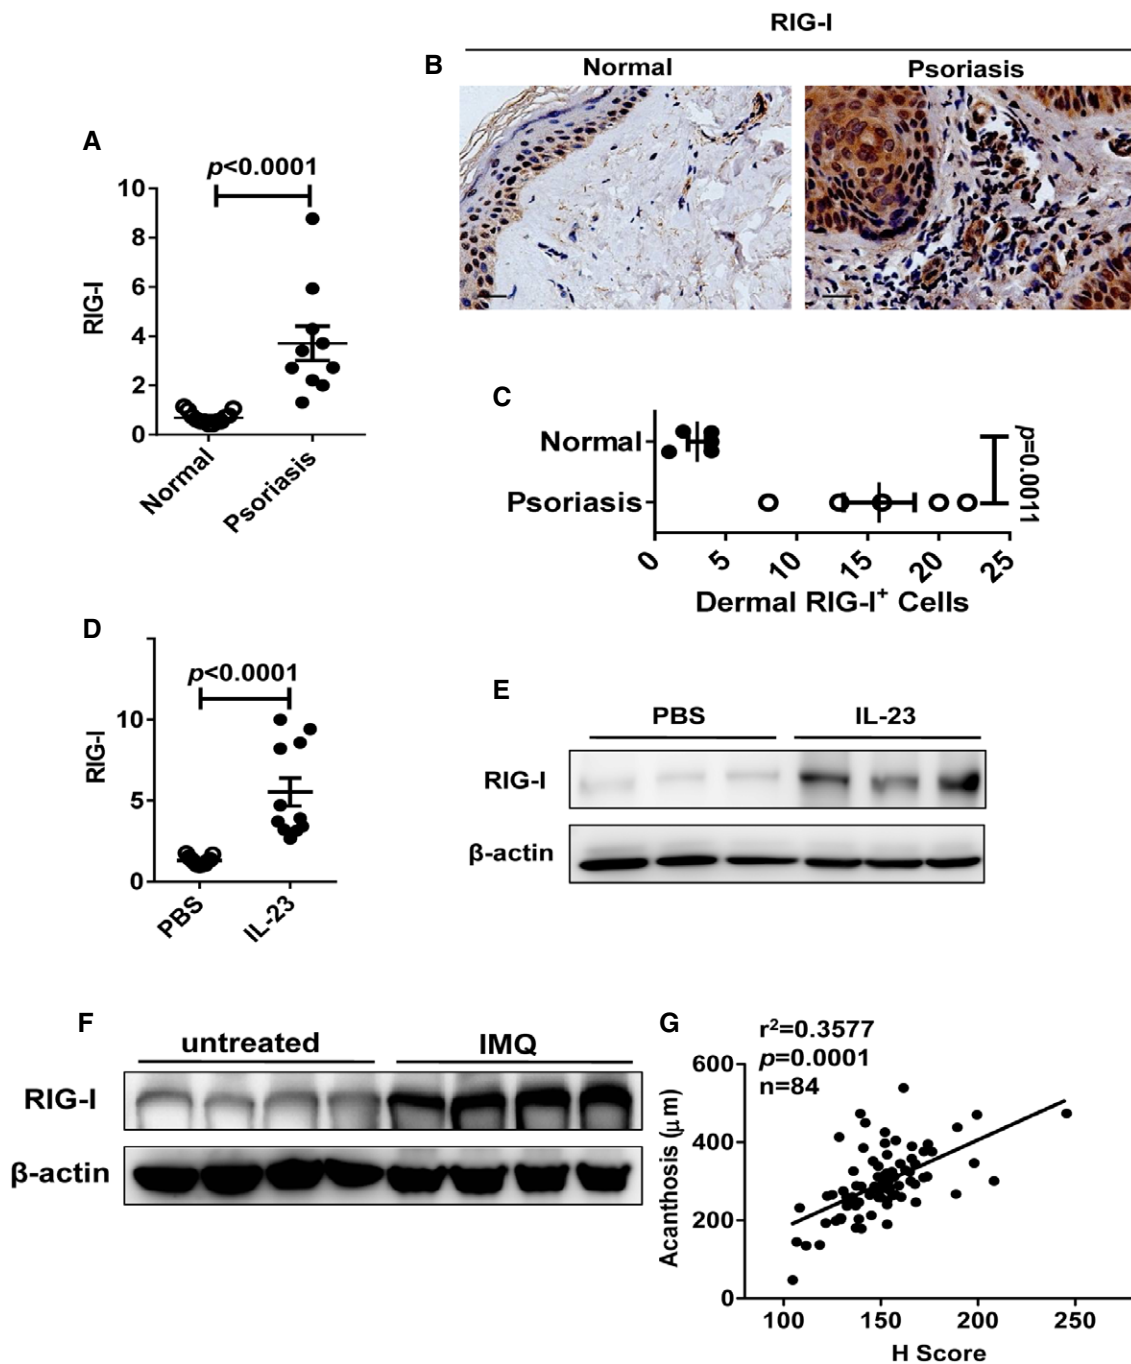 A
p<0.0001
RIG-I
10
8
6
4
2
0
Normal
Psoriasis
RIG-I
B
Normal
Psoriasis
C
Normal
Psoriasis
p=0.0011
0
5
10
15
20
25
Dermal RIG-I⁺ Cells
D
p<0.0001
RIG-I
10
5
0
PBS
IL-23
E
PBS
IL-23
RIG-I
β-actin
F
untreated
IMQ
RIG-I
β-actin
G
r²=0.3577
p=0.0001
n=84
Acanthosis (μm)
600
400
200
0
100
150
200
250
H Score